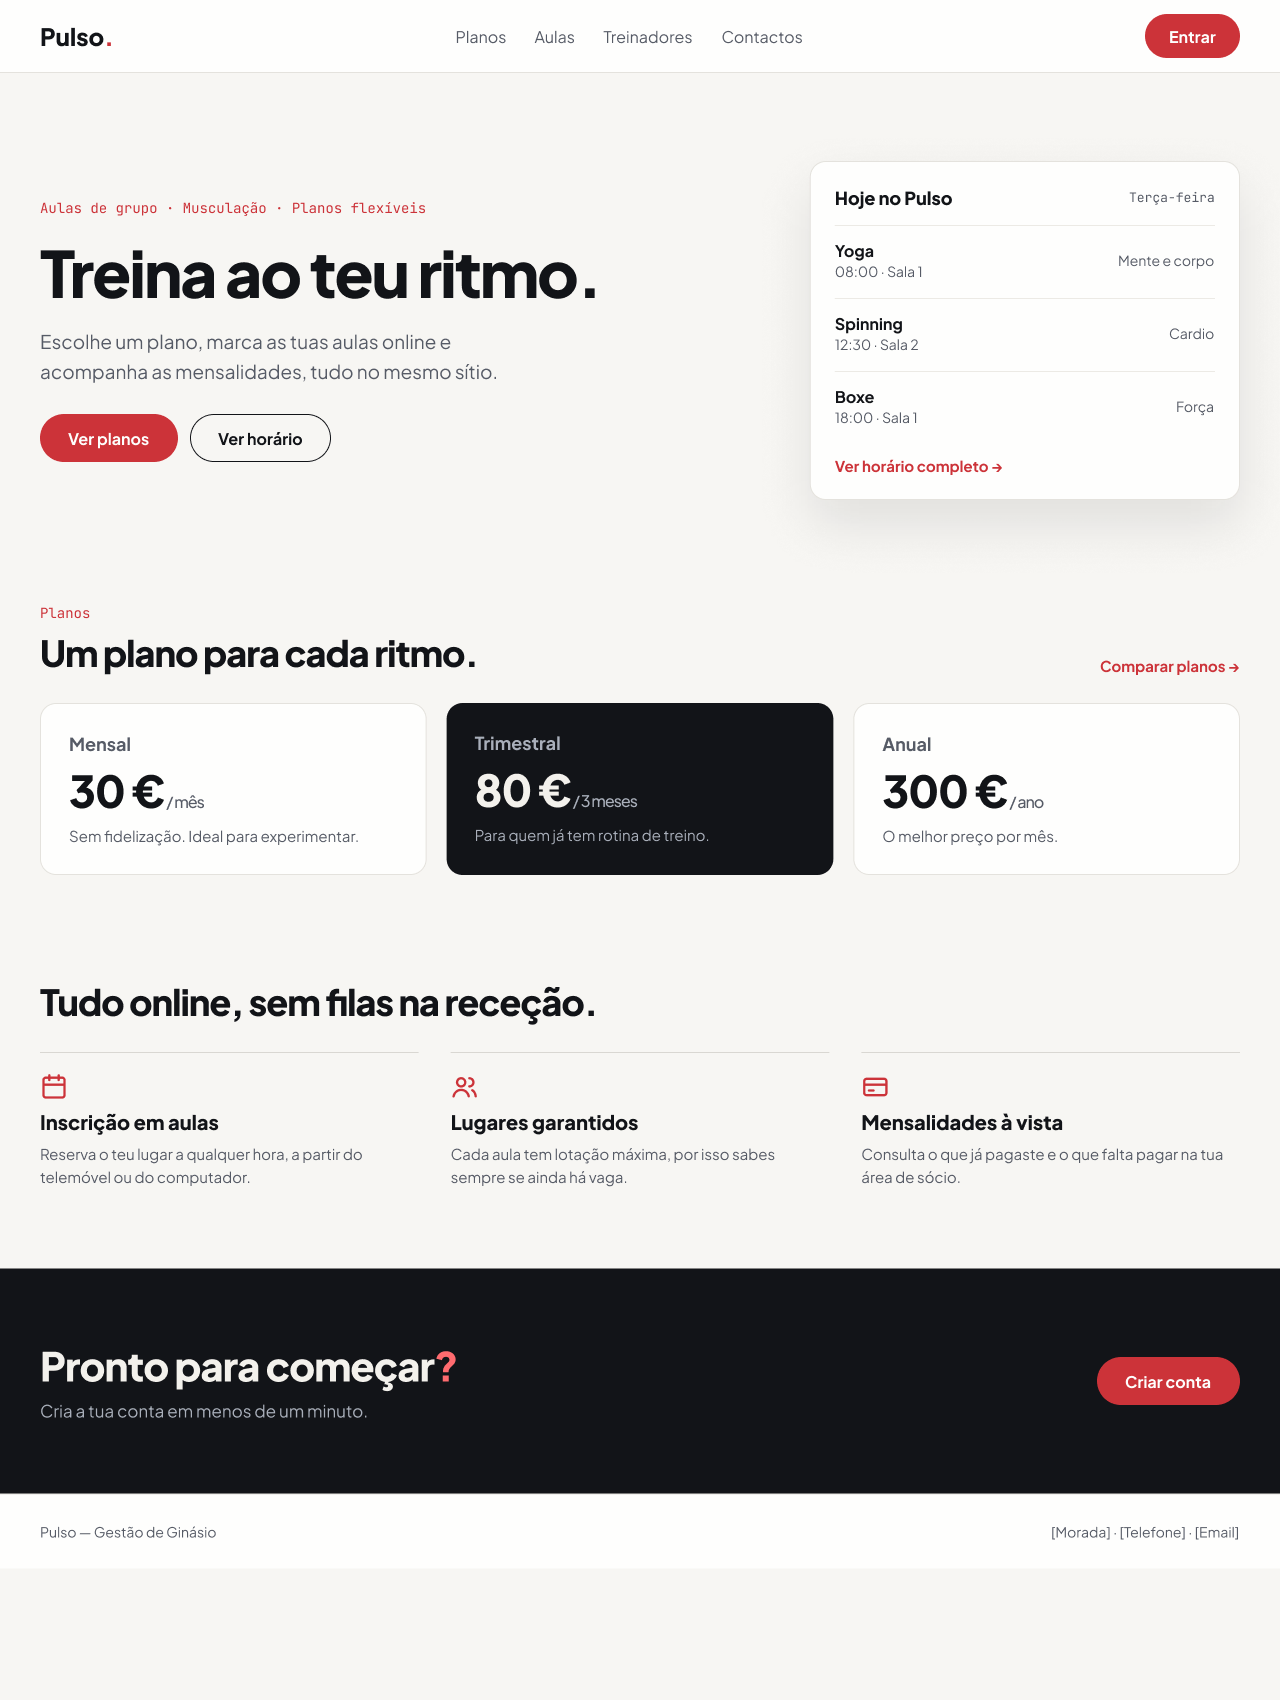 Pulso.
Planos Aulas Treinadores Contactos
Entrar
Aulas de grupo · Musculação · Planos flexíveis
Treina ao teu ritmo.
Escolhe um plano, marca as tuas aulas online e
acompanha as mensalidades, tudo no mesmo sítio.
Ver planos
Ver horário
Hoje no Pulso
Terça-feira
Yoga
08:00 · Sala 1
Mente e corpo
Spinning
12:30 · Sala 2
Cardio
Boxe
18:00 · Sala 1
Força
Ver horário completo →
Planos
Um plano para cada ritmo.
Comparar planos →
Mensal
30 €/mês
Sem fidelização. Ideal para experimentar.
Trimestral
80 €/3 meses
Para quem já tem rotina de treino.
Anual
300 €/ano
O melhor preço por mês.
Tudo online, sem filas na receção.
Inscrição em aulas
Reserva o teu lugar a qualquer hora, a partir do
telemóvel ou do computador.
Lugares garantidos
Cada aula tem lotação máxima, por isso sabes
sempre se ainda há vaga.
Mensalidades à vista
Consulta o que já pagaste e o que falta pagar na tua
área de sócio.
Pronto para começar?
Cria a tua conta em menos de um minuto.
Criar conta
Pulso — Gestão de Ginásio
[Morada] · [Telefone] · [Email]